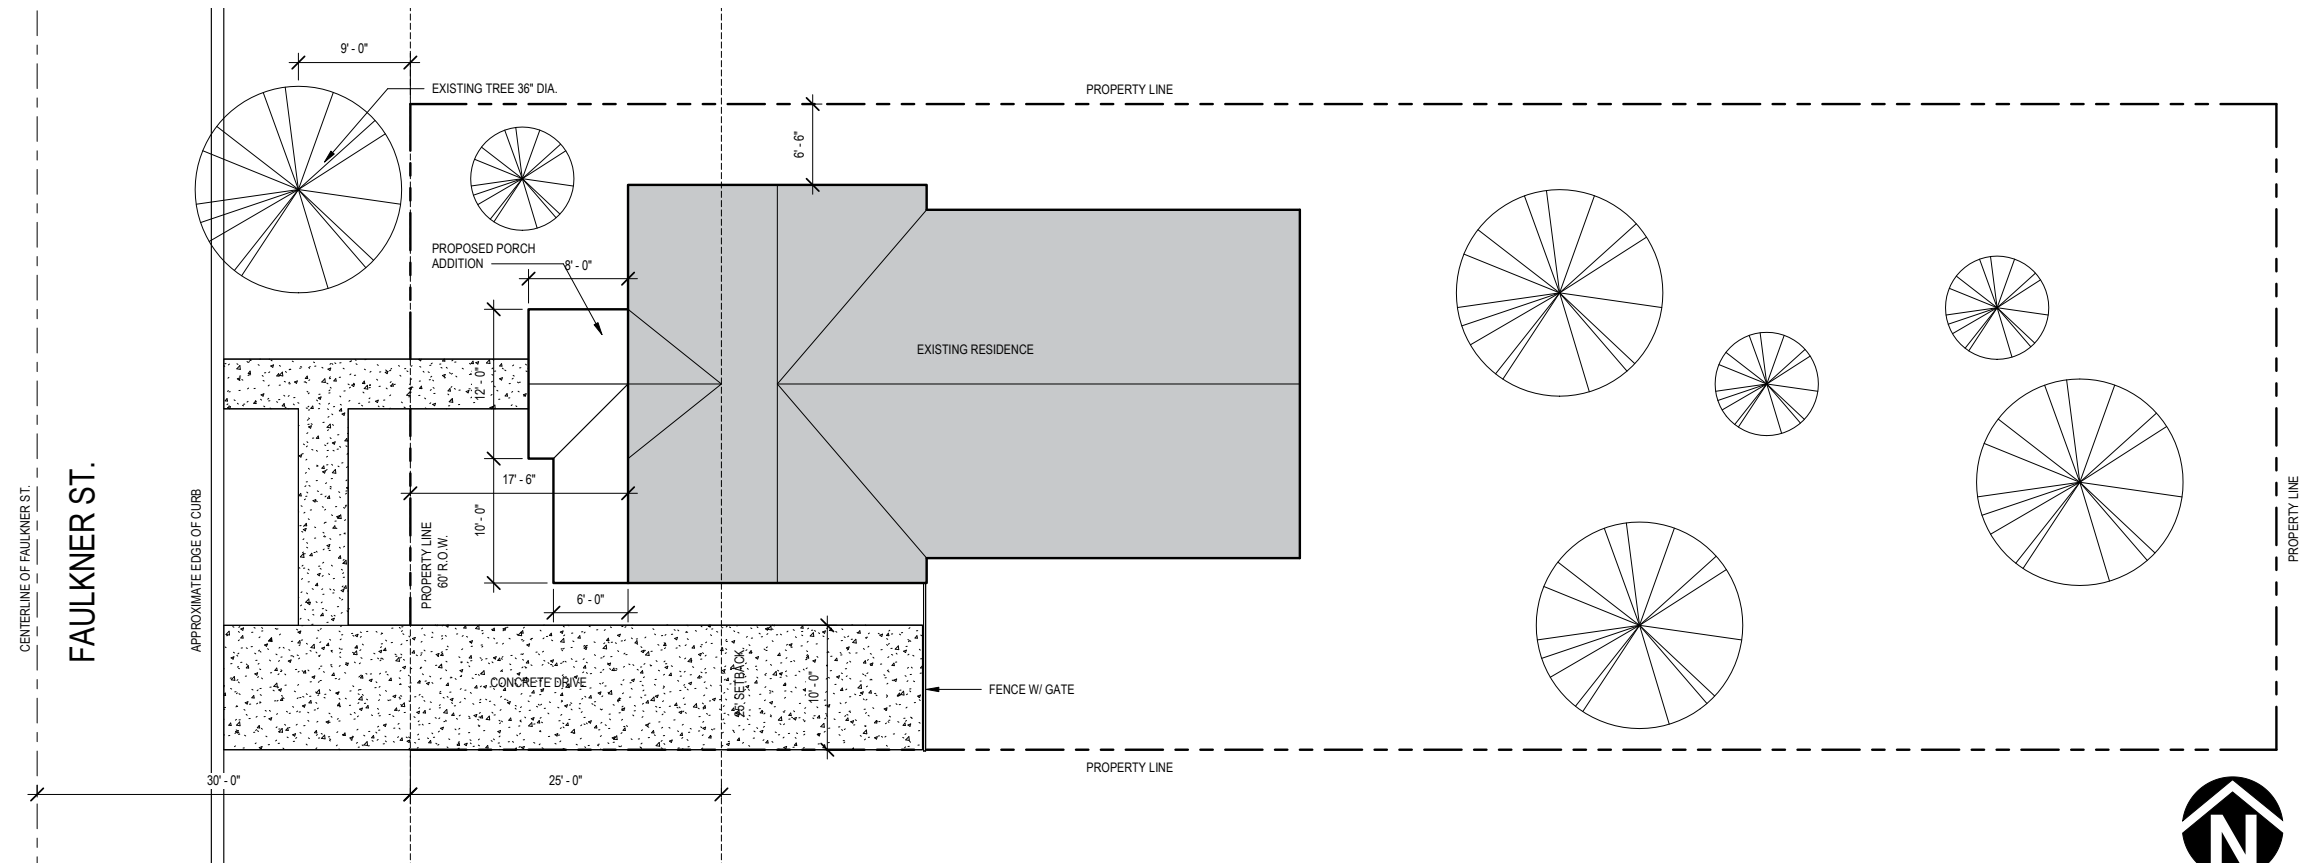 9' - 0"
EXISTING TREE 36" DIA.
PROPERTY LINE
6' - 6"
PROPOSED PORCH
ADDITION
8' - 0"
EXISTING RESIDENCE
12' - 0"
17' - 6"
10' - 0"
PROPERTY LINE
60' R.O.W.
CENTERLINE OF FAULKNER ST.
FAULKNER ST.
APPROXIMATE EDGE OF CURB
6' - 0"
CONCRETE DRIVE
25' SETBACK
10' - 0"
FENCE W/ GATE
PROPERTY LINE
PROPERTY LINE
30' - 0"
25' - 0"
N